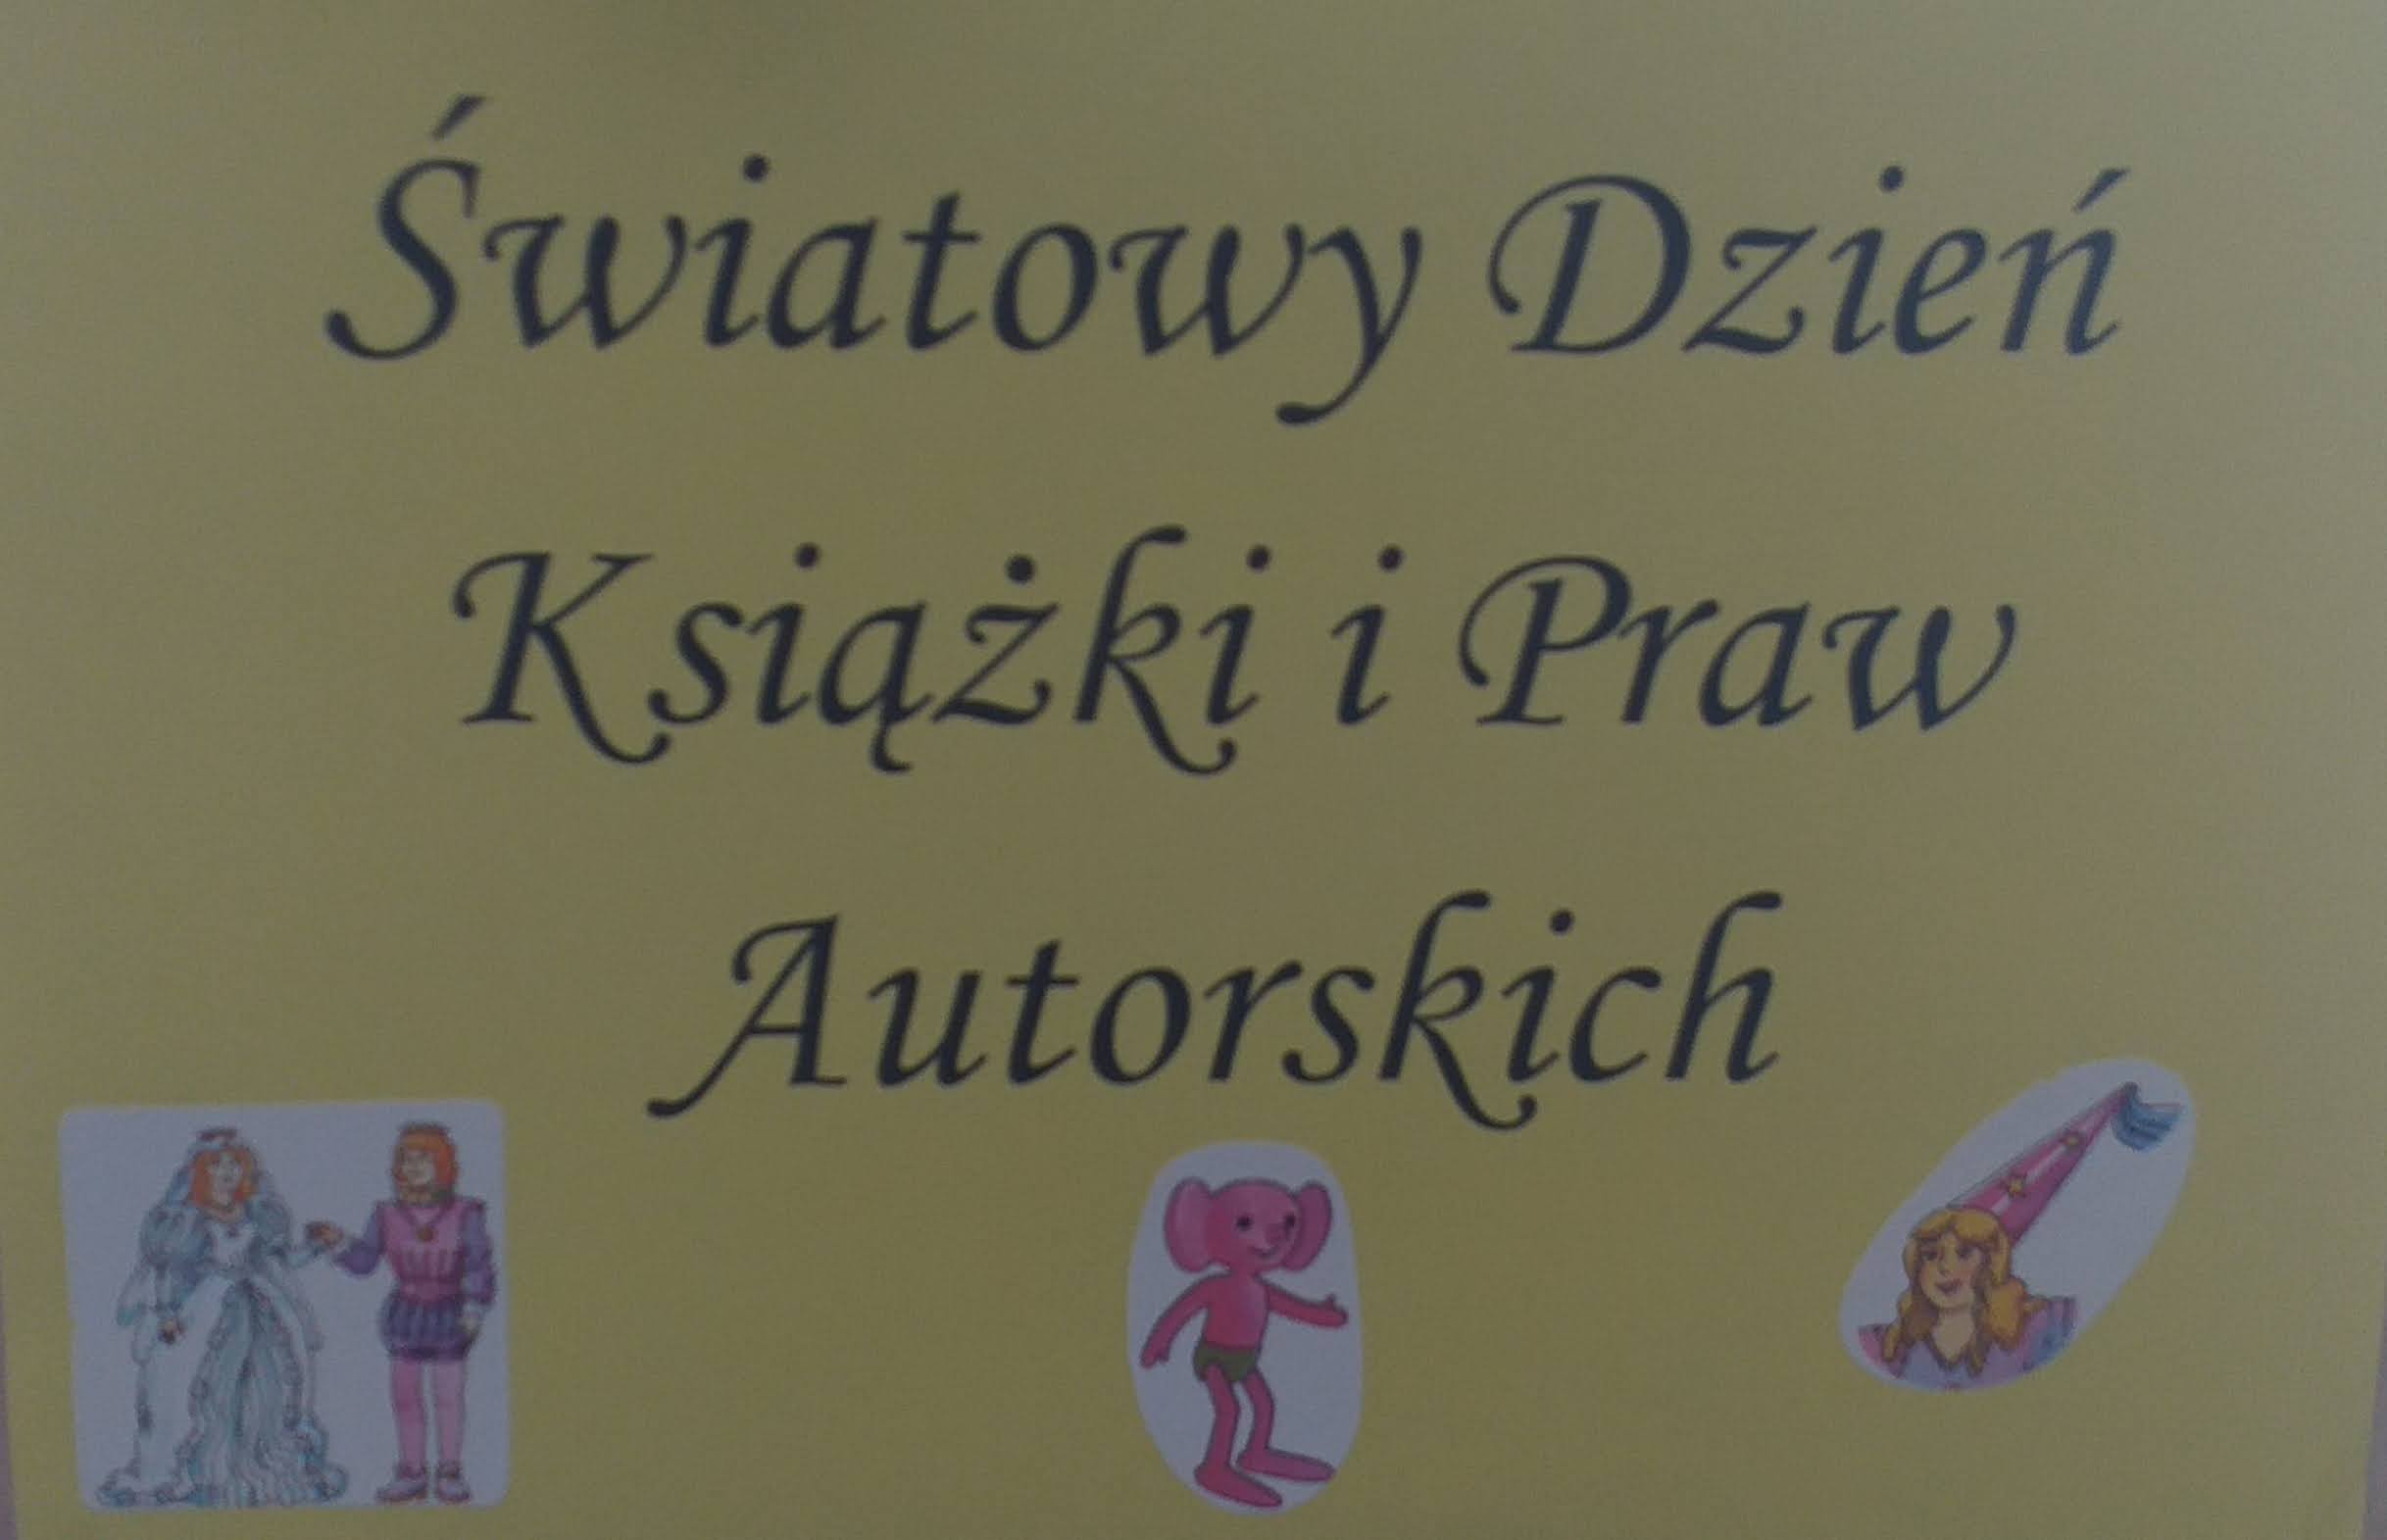 Światowy Dzień
Książki i Praw
Autorskich